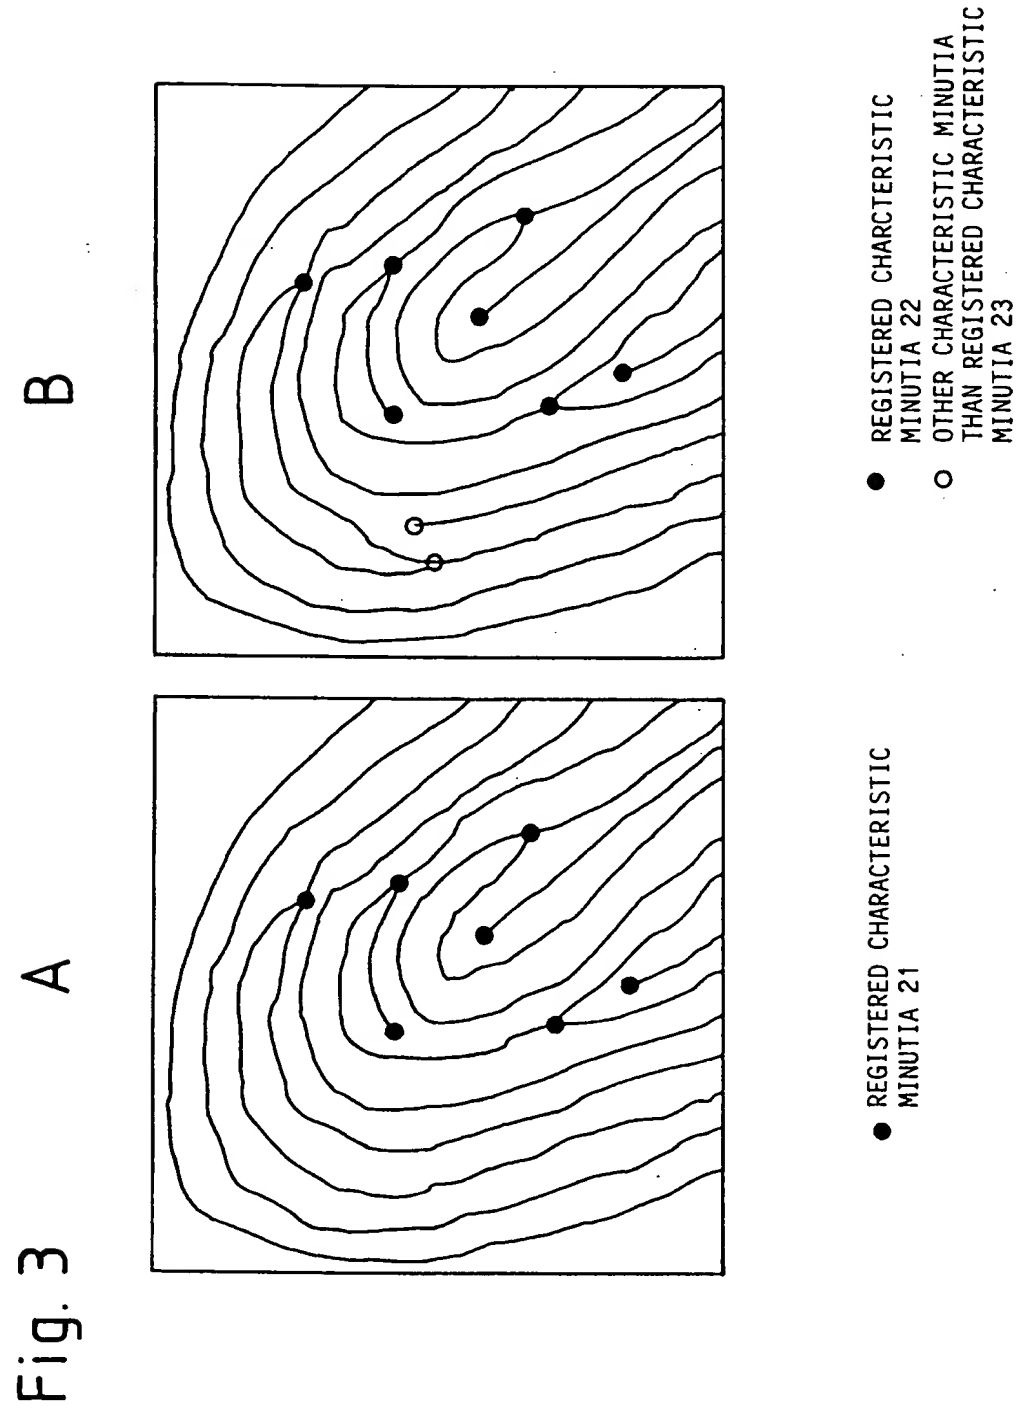 Fig. 3
A
B
REGISTERED CHARACTERISTIC
MINUTIA 21
REGISTERED CHARCTERISTIC
MINUTIA 22
OTHER CHARACTERISTIC MINUTIA
THAN REGISTERED CHARACTERISTIC
MINUTIA 23